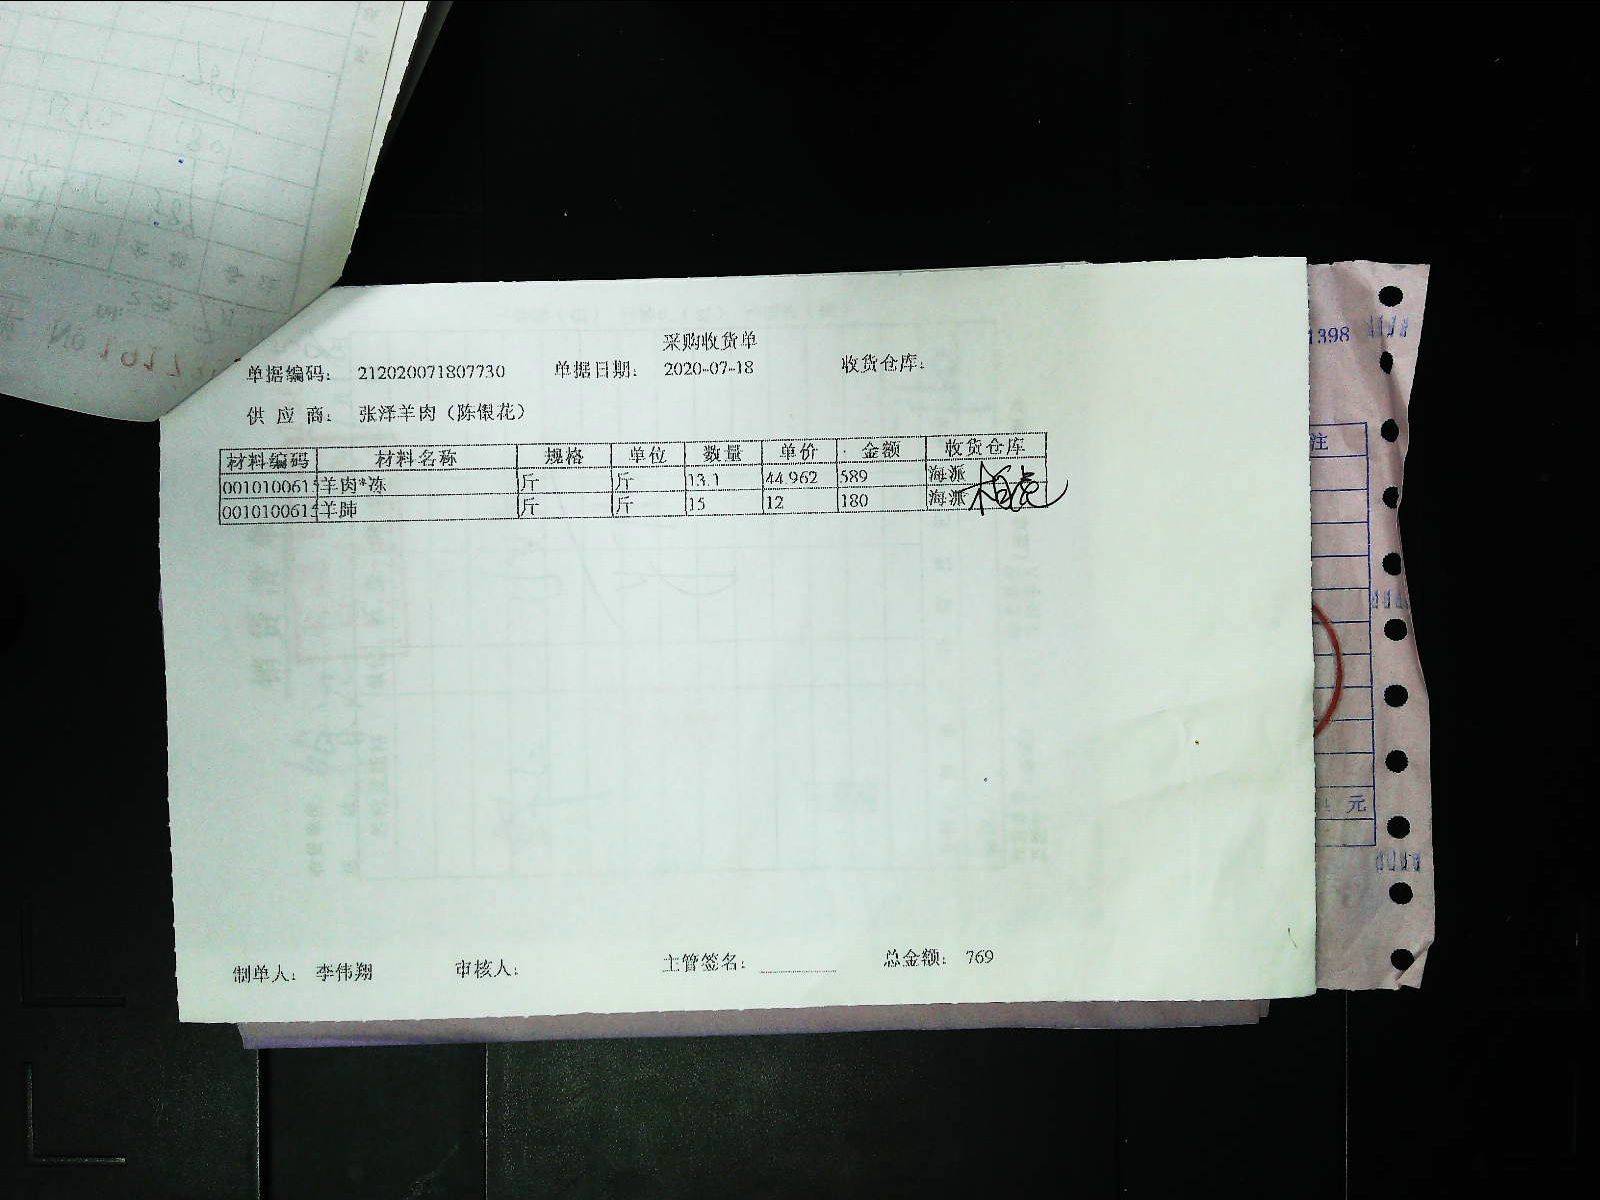 采购收货单
单据编码： 212020071807730 单据日期： 2020-07-18 收货仓库：
供 应 商： 张泽羊肉（陈银花）
材料编码 材料名称 规格 单位 数量 单价 金额 收货仓库
0010100615 羊肉*冻 斤 斤 13.1 44.962 589 海派
0010100615 羊肺 斤 斤 15 12 180 海派
制单人： 李伟翔 审核人： 主管签名： 总金额： 769
1398
注
元